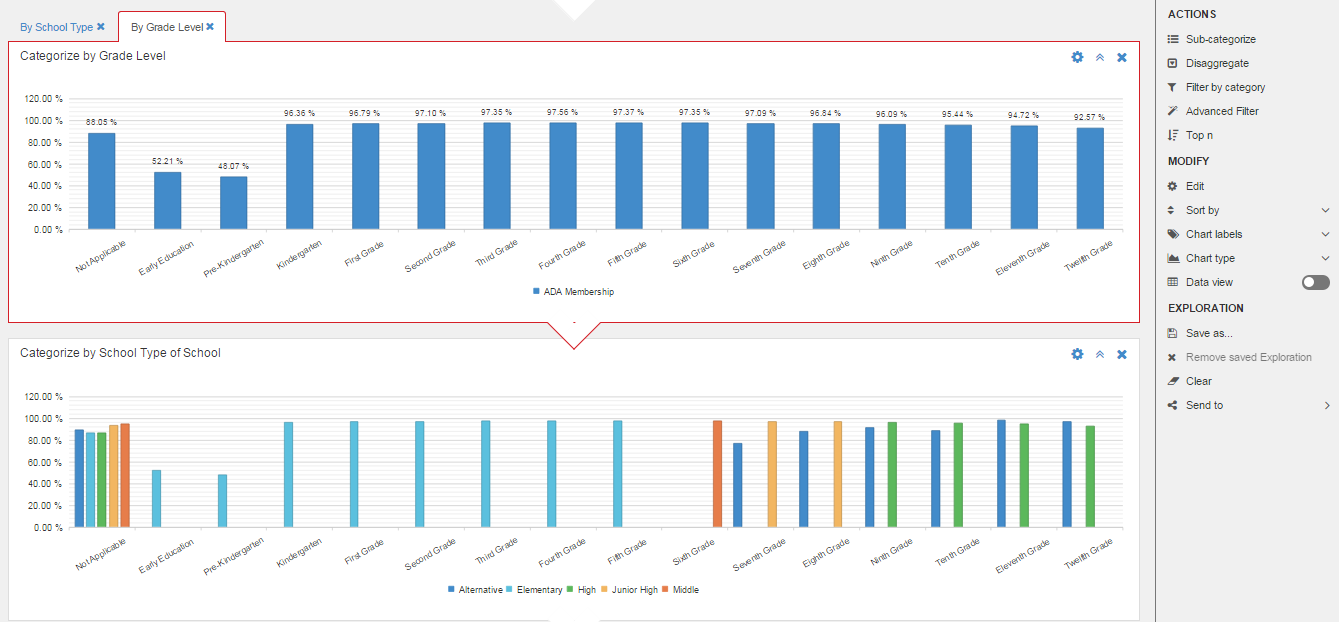 By School Type
By Grade Level
Categorize by Grade Level
120.00 %
100.00 %
80.00 %
60.00 %
40.00 %
20.00 %
0.00 %
88.05 %
52.21 %
48.07 %
96.36 %
96.79 %
97.10 %
97.35 %
97.56 %
97.37 %
97.35 %
97.09 %
96.84 %
96.09 %
95.44 %
94.72 %
92.57 %
Not Applicable
Early Education
Pre-Kindergarten
Kindergarten
First Grade
Second Grade
Third Grade
Fourth Grade
Fifth Grade
Sixth Grade
Seventh Grade
Eighth Grade
Ninth Grade
Tenth Grade
Eleventh Grade
Twelfth Grade
ADA Membership
Categorize by School Type of School
120.00 %
100.00 %
80.00 %
60.00 %
40.00 %
20.00 %
0.00 %
Not Applicable
Early Education
Pre-Kindergarten
Kindergarten
First Grade
Second Grade
Third Grade
Fourth Grade
Fifth Grade
Sixth Grade
Seventh Grade
Eighth Grade
Ninth Grade
Tenth Grade
Eleventh Grade
Twelfth Grade
Alternative Elementary High Junior High Middle
ACTIONS
Sub-categorize
Disaggregate
Filter by category
Advanced Filter
Top n
MODIFY
Edit
Sort by
Chart labels
Chart type
Data view
EXPLORATION
Save as...
Remove saved Exploration
Clear
Send to